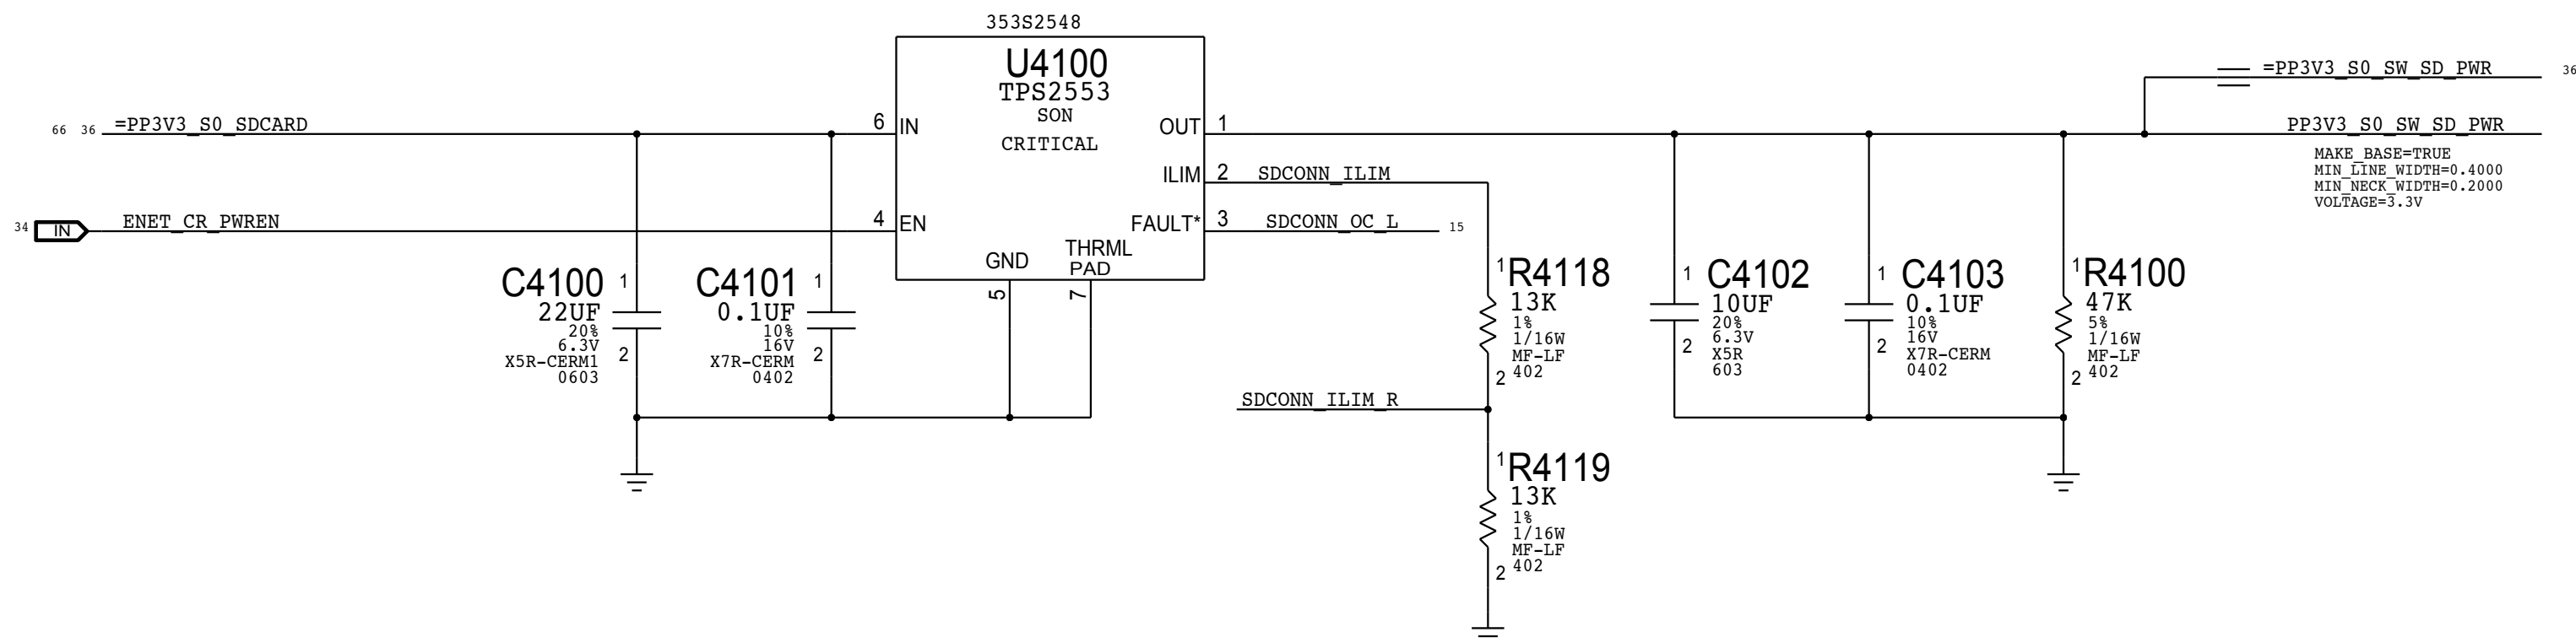 353S2548
U4100
TPS2553
SON
CRITICAL
6 IN
OUT 1
ILIM 2
4 EN
FAULT* 3
GND
THRML
PAD
5
7
66 36 =PP3V3_S0_SDCARD
34 IN ENET_CR_PWREN
SDCONN_ILIM
SDCONN_OC_L 15
=PP3V3_S0_SW_SD_PWR 36
PP3V3_S0_SW_SD_PWR
MAKE_BASE=TRUE
MIN_LINE_WIDTH=0.4000
MIN_NECK_WIDTH=0.2000
VOLTAGE=3.3V
C4100 1
22UF
20%
6.3V
X5R-CERM1 2
0603
C4101 1
0.1UF
10%
16V
X7R-CERM 2
0402
1 R4118
13K
1%
1/16W
MF-LF
2 402
SDCONN_ILIM_R
1 R4119
13K
1%
1/16W
MF-LF
2 402
1 C4102
10UF
20%
6.3V
2 X5R
603
1 C4103
0.1UF
10%
16V
2 X7R-CERM
0402
1 R4100
47K
5%
1/16W
MF-LF
2 402